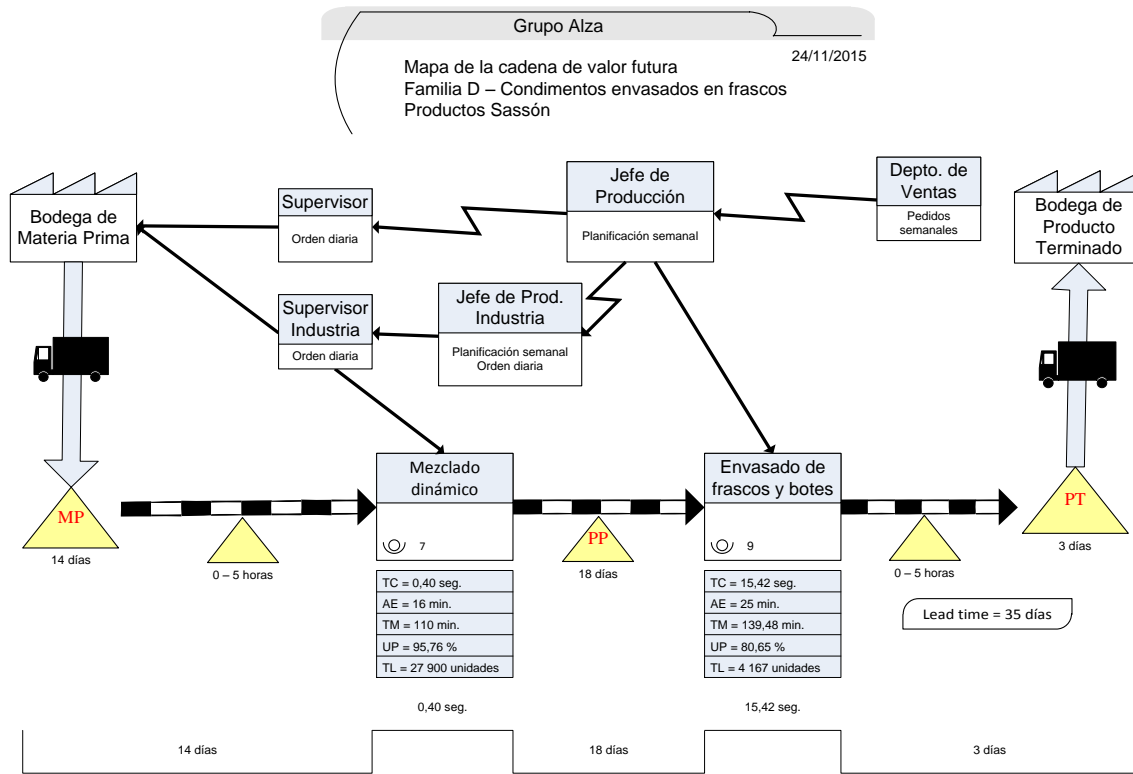 Grupo Alza
24/11/2015
Mapa de la cadena de valor futura
Familia D – Condimentos envasados en frascos
Productos Sassón
Bodega de
Materia Prima
Supervisor
Orden diaria
Jefe de
Producción
Planificación semanal
Depto. de
Ventas
Pedidos
semanales
Bodega de
Producto
Terminado
Supervisor
Industria
Orden diaria
Jefe de Prod.
Industria
Planificación semanal
Orden diaria
MP
14 días
0 – 5 horas
Mezclado
dinámico
7
PP
18 días
Envasado de
frascos y botes
9
0 – 5 horas
PT
3 días
TC = 0,40 seg.
AE = 16 min.
TM = 110 min.
UP = 95,76 %
TL = 27 900 unidades
TC = 15,42 seg.
AE = 25 min.
TM = 139,48 min.
UP = 80,65 %
TL = 4 167 unidades
Lead time = 35 días
0,40 seg.
15,42 seg.
14 días
18 días
3 días